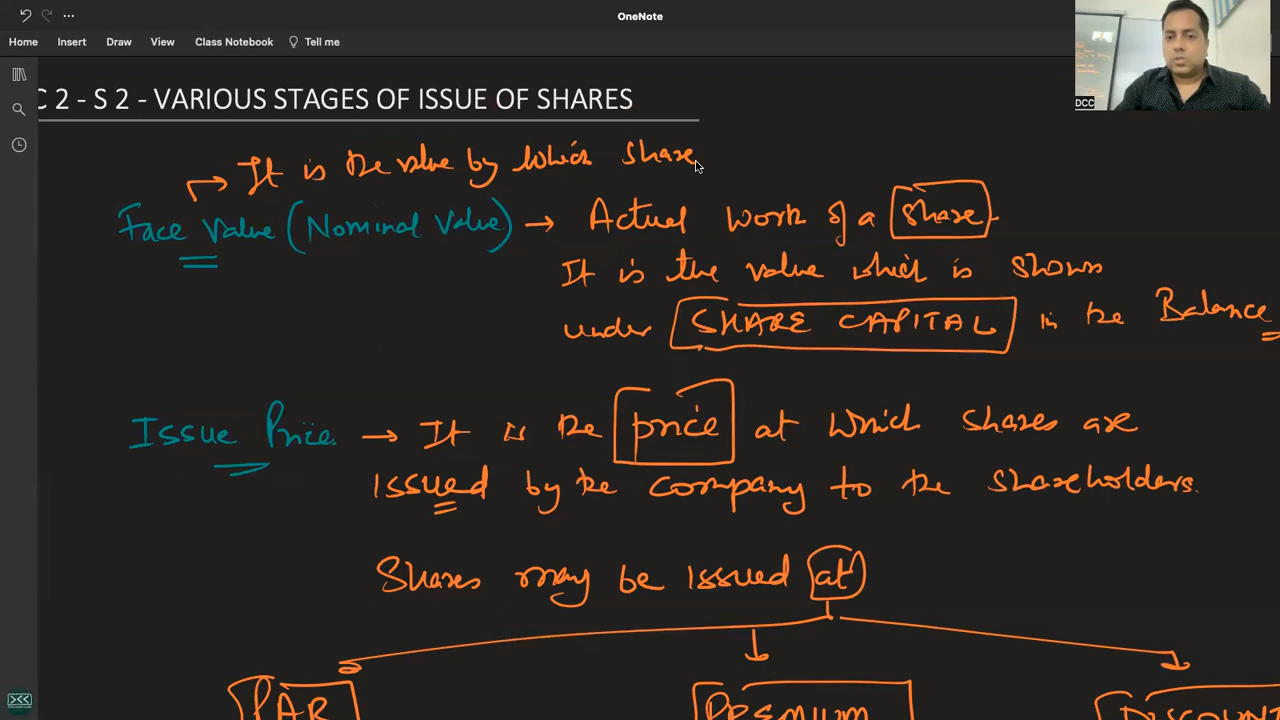 OneNote
Home Insert Draw View Class Notebook Tell me
C 2 - S 2 - VARIOUS STAGES OF ISSUE OF SHARES
DCC
It is the value by which share
Face Value (Nominal Value) → Actual work of a share.
It is the value which is shown
under SHARE CAPITAL in the Balance
Issue Price → It is the price at which shares are
issued by the company to the shareholders.
Shares may be issued at
PAR PREMIUM DISCOUNT